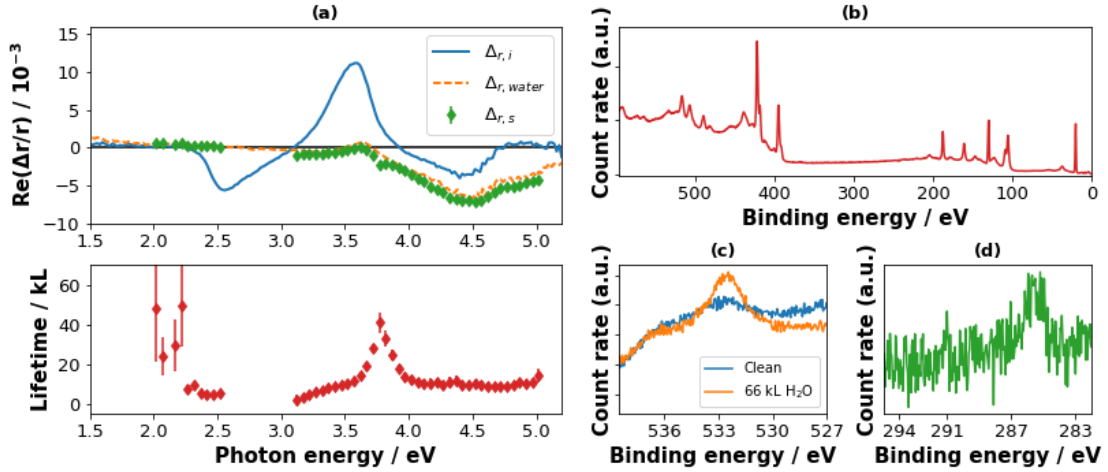 (a)
Re(Δr/r) / 10⁻³
15
10
5
0
−5
−10
Δr,i
Δr,water
Δr,s
1.5 2.0 2.5 3.0 3.5 4.0 4.5 5.0
Lifetime / kL
60
40
20
0
1.5 2.0 2.5 3.0 3.5 4.0 4.5 5.0
Photon energy / eV
(b)
Count rate (a.u.)
500 400 300 200 100 0
Binding energy / eV
(c)
Count rate (a.u.)
Clean
66 kL H₂O
536 533 530 527
Binding energy / eV
(d)
Count rate (a.u.)
294 291 287 283
Binding energy / eV